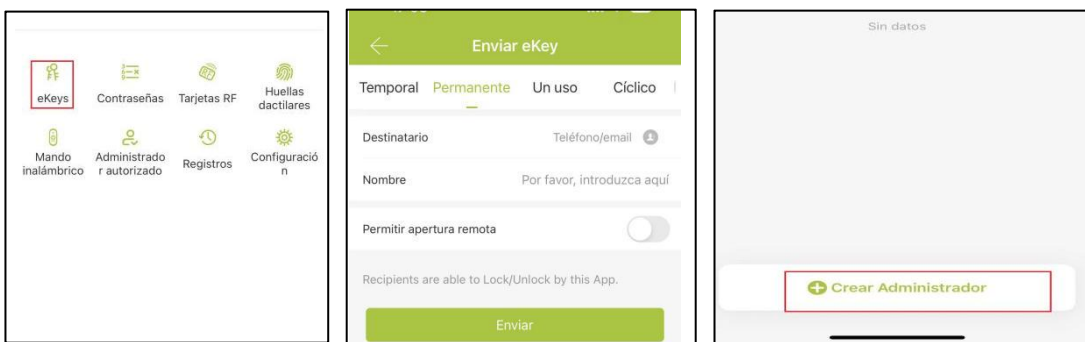 eKeys
Contraseñas
Tarjetas RF
Huellas
dactilares
Mando
inalámbrico
Administrado
r autorizado
Registros
Configuració
n
Enviar eKey
Temporal Permanente Un uso Cíclico
Destinatario Teléfono/email
Nombre Por favor, introduzca aquí
Permitir apertura remota
Recipients are able to Lock/Unlock by this App.
Enviar
Sin datos
Crear Administrador